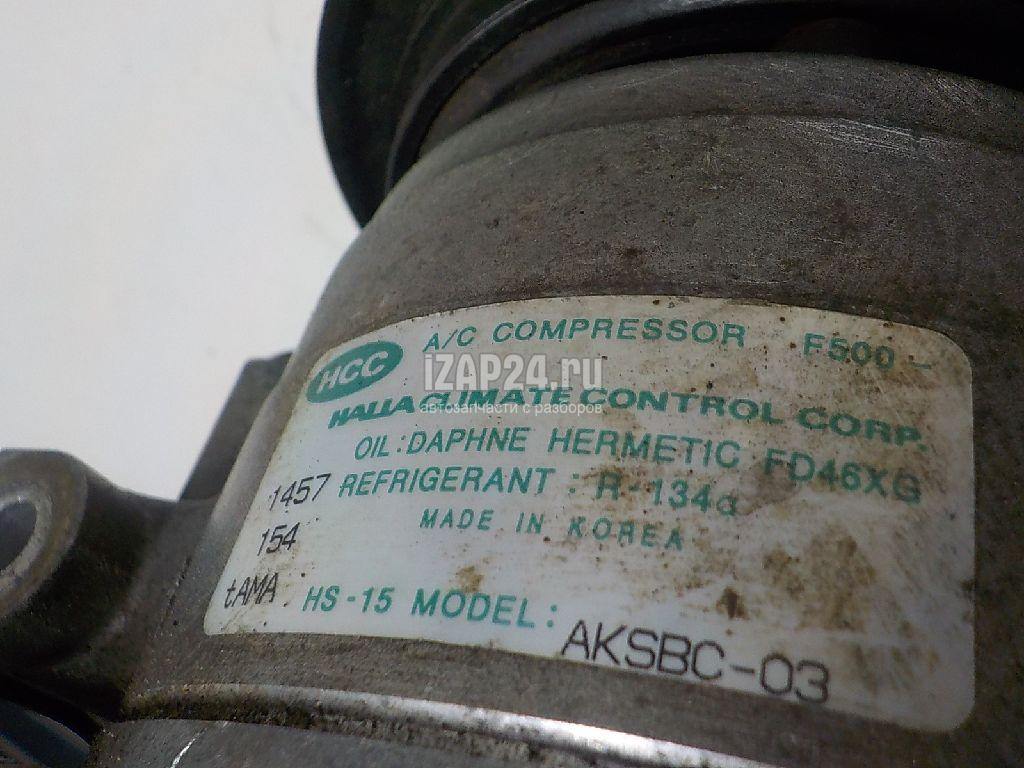 A/C COMPRESSOR F500-
HCC
iZAP24.ru
HALLA CLIMATE CONTROL CORP.
автозапчасти с разборов
OIL : DAPHNE HERMETIC FD46XG
1457 REFRIGERANT : R-134a
154 MADE IN KOREA
tAMA HS-15 MODEL: AKSBC-03